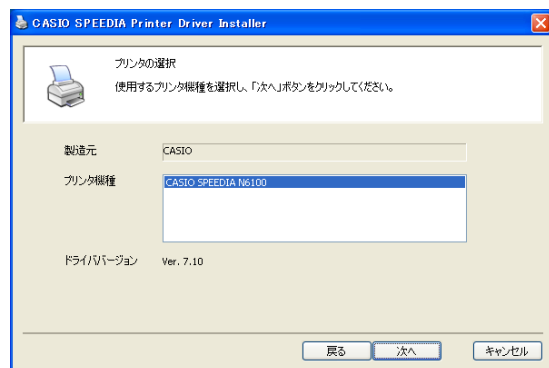 CASIO SPEEDIA Printer Driver Installer
プリンタの選択
使用するプリンタ機種を選択し、「次へ」ボタンをクリックしてください。
製造元 CASIO
プリンタ機種 CASIO SPEEDIA N6100
ドライババージョン Ver. 7.10
戻る 次へ キャンセル